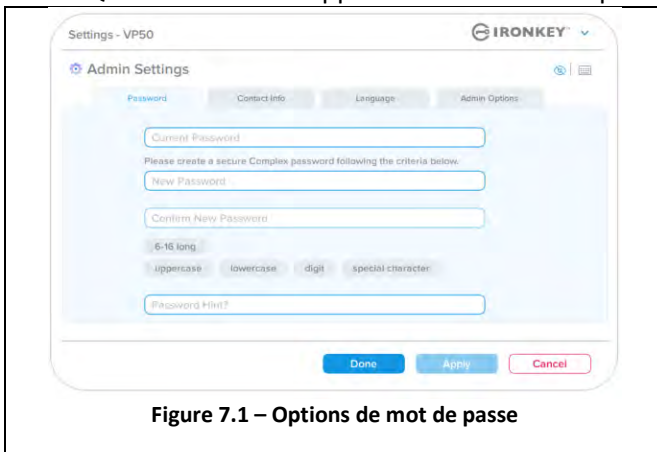 Settings - VP50
IRONKEY
Admin Settings
Password Contact Info Language Admin Options
Current Password
Please create a secure Complex password following the criteria below.
New Password
Confirm New Password
6-16 long
uppercase lowercase digit special character
Password Hint?
Done Apply Cancel
Figure 7.1 – Options de mot de passe